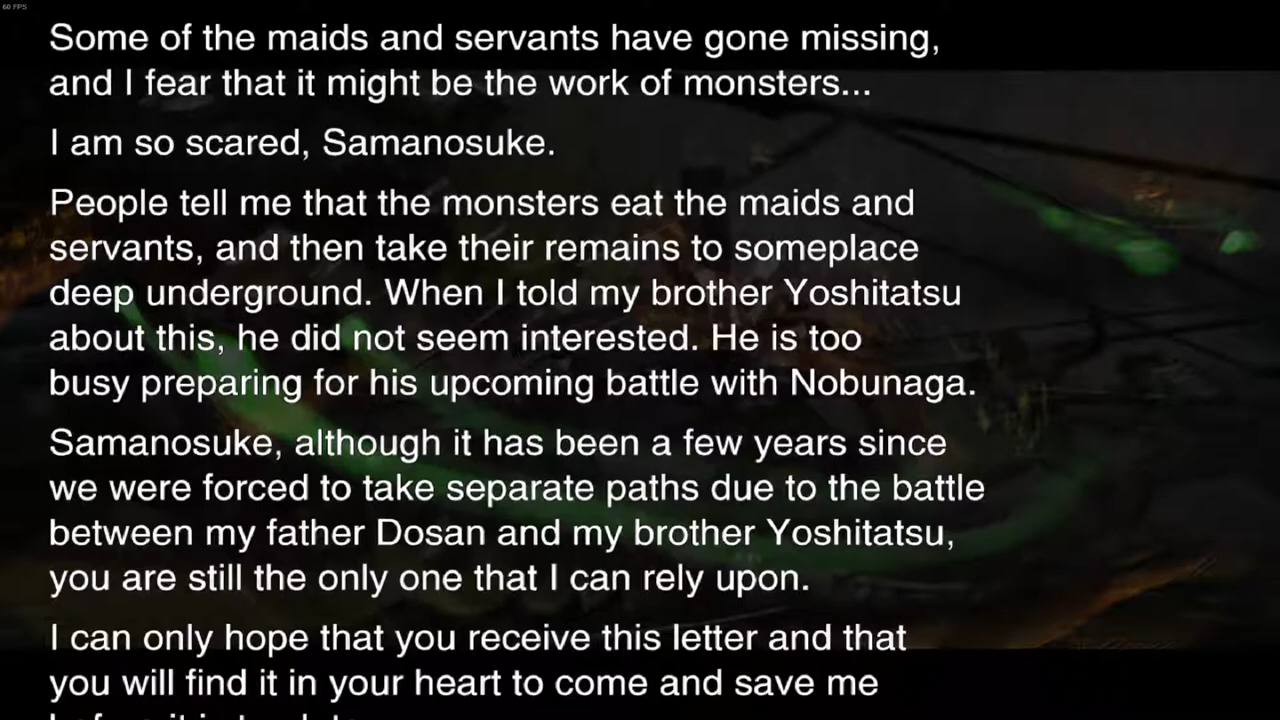 60 FPS
Some of the maids and servants have gone missing,
and I fear that it might be the work of monsters...
I am so scared, Samanosuke.
People tell me that the monsters eat the maids and
servants, and then take their remains to someplace
deep underground. When I told my brother Yoshitatsu
about this, he did not seem interested. He is too
busy preparing for his upcoming battle with Nobunaga.
Samanosuke, although it has been a few years since
we were forced to take separate paths due to the battle
between my father Dosan and my brother Yoshitatsu,
you are still the only one that I can rely upon.
I can only hope that you receive this letter and that
you will find it in your heart to come and save me